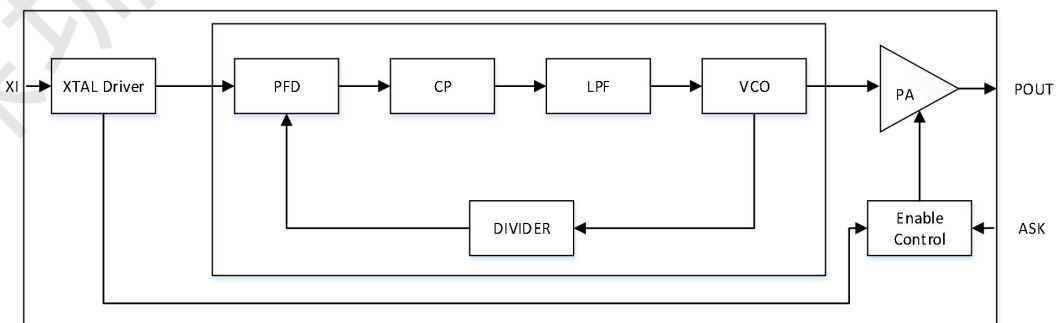 XI
XTAL Driver
PFD
CP
LPF
VCO
PA
POUT
DIVIDER
Enable
Control
ASK